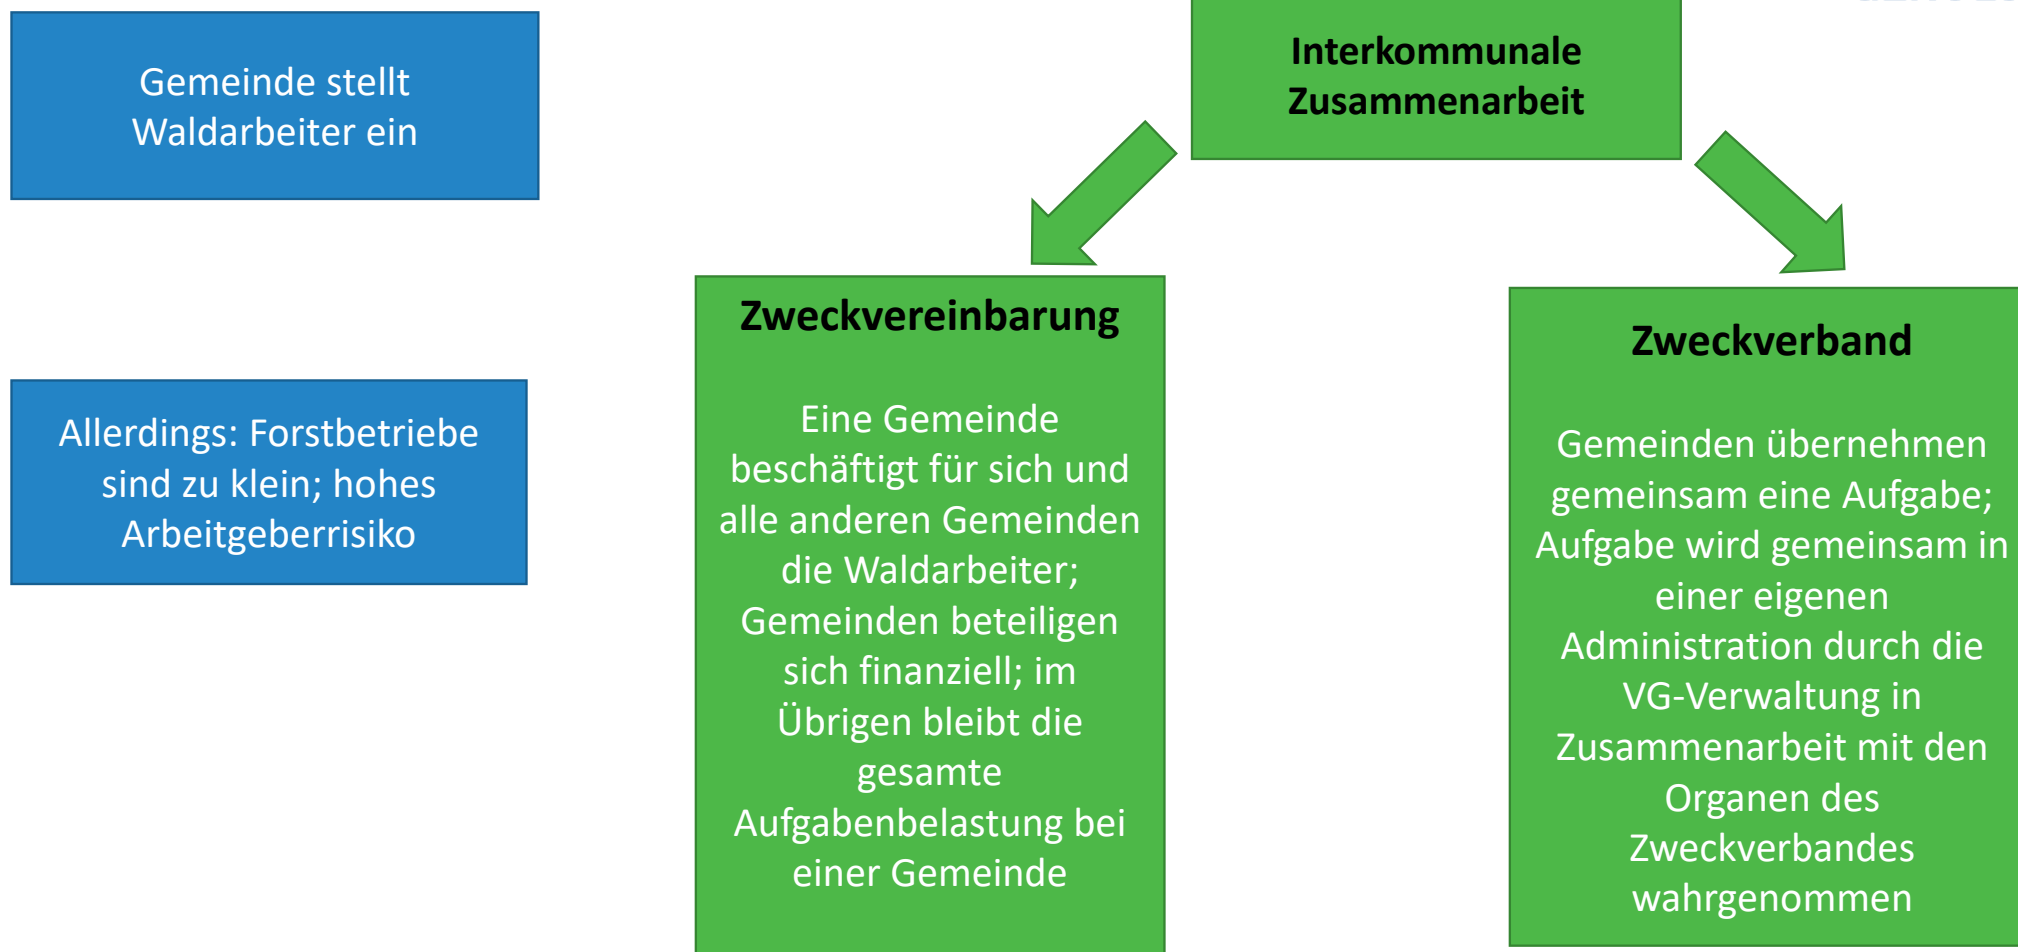 Gemeinde stellt
Waldarbeiter ein
Allerdings: Forstbetriebe
sind zu klein; hohes
Arbeitgeberrisiko
Interkommunale
Zusammenarbeit
Zweckvereinbarung
Eine Gemeinde
beschäftigt für sich und
alle anderen Gemeinden
die Waldarbeiter;
Gemeinden beteiligen
sich finanziell; im
Übrigen bleibt die
gesamte
Aufgabenbelastung bei
einer Gemeinde
Zweckverband
Gemeinden übernehmen
gemeinsam eine Aufgabe;
Aufgabe wird gemeinsam in
einer eigenen
Administration durch die
VG-Verwaltung in
Zusammenarbeit mit den
Organen des
Zweckverbandes
wahrgenommen